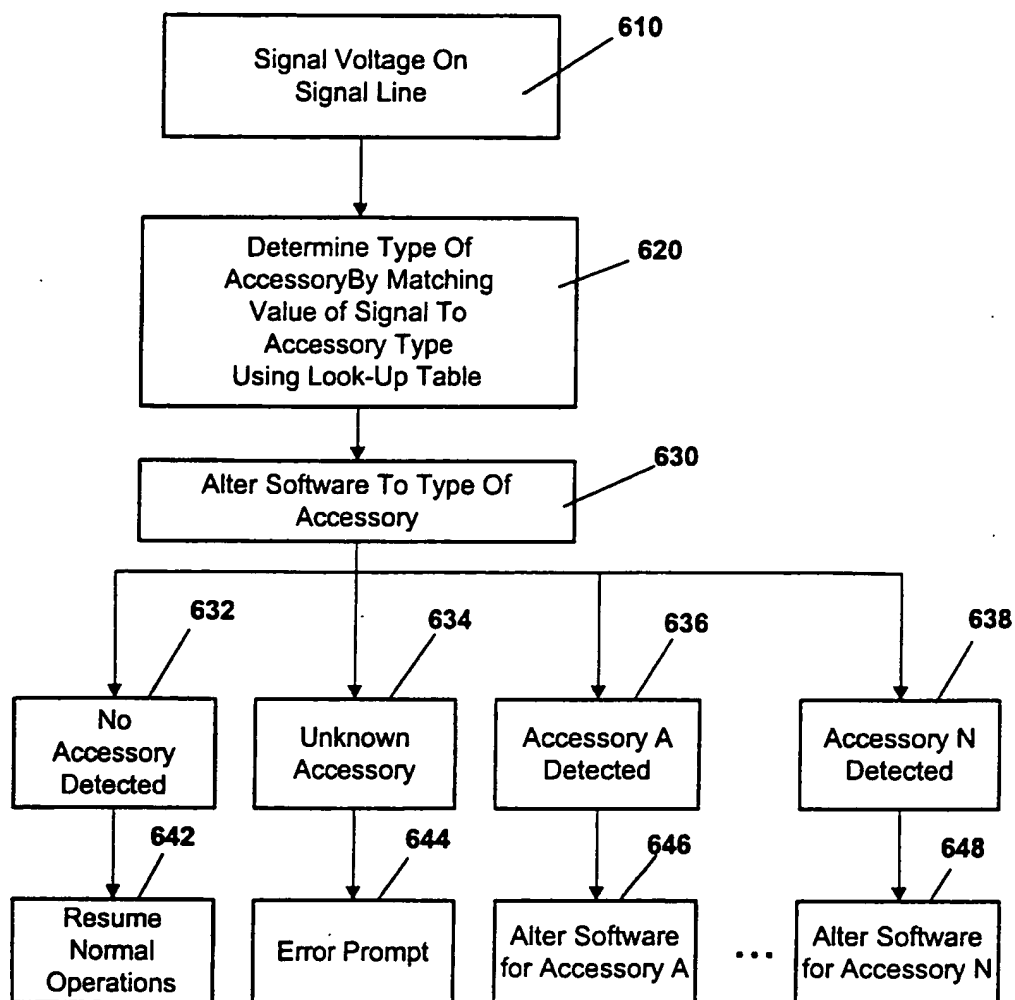 610
Signal Voltage On
Signal Line
620
Determine Type Of
AccessoryBy Matching
Value of Signal To
Accessory Type
Using Look-Up Table
630
Alter Software To Type Of
Accessory
632
634
636
638
No
Accessory
Detected
Unknown
Accessory
Accessory A
Detected
Accessory N
Detected
642
644
646
648
Resume
Normal
Operations
Error Prompt
Alter Software
for Accessory A
...
Alter Software
for Accessory N